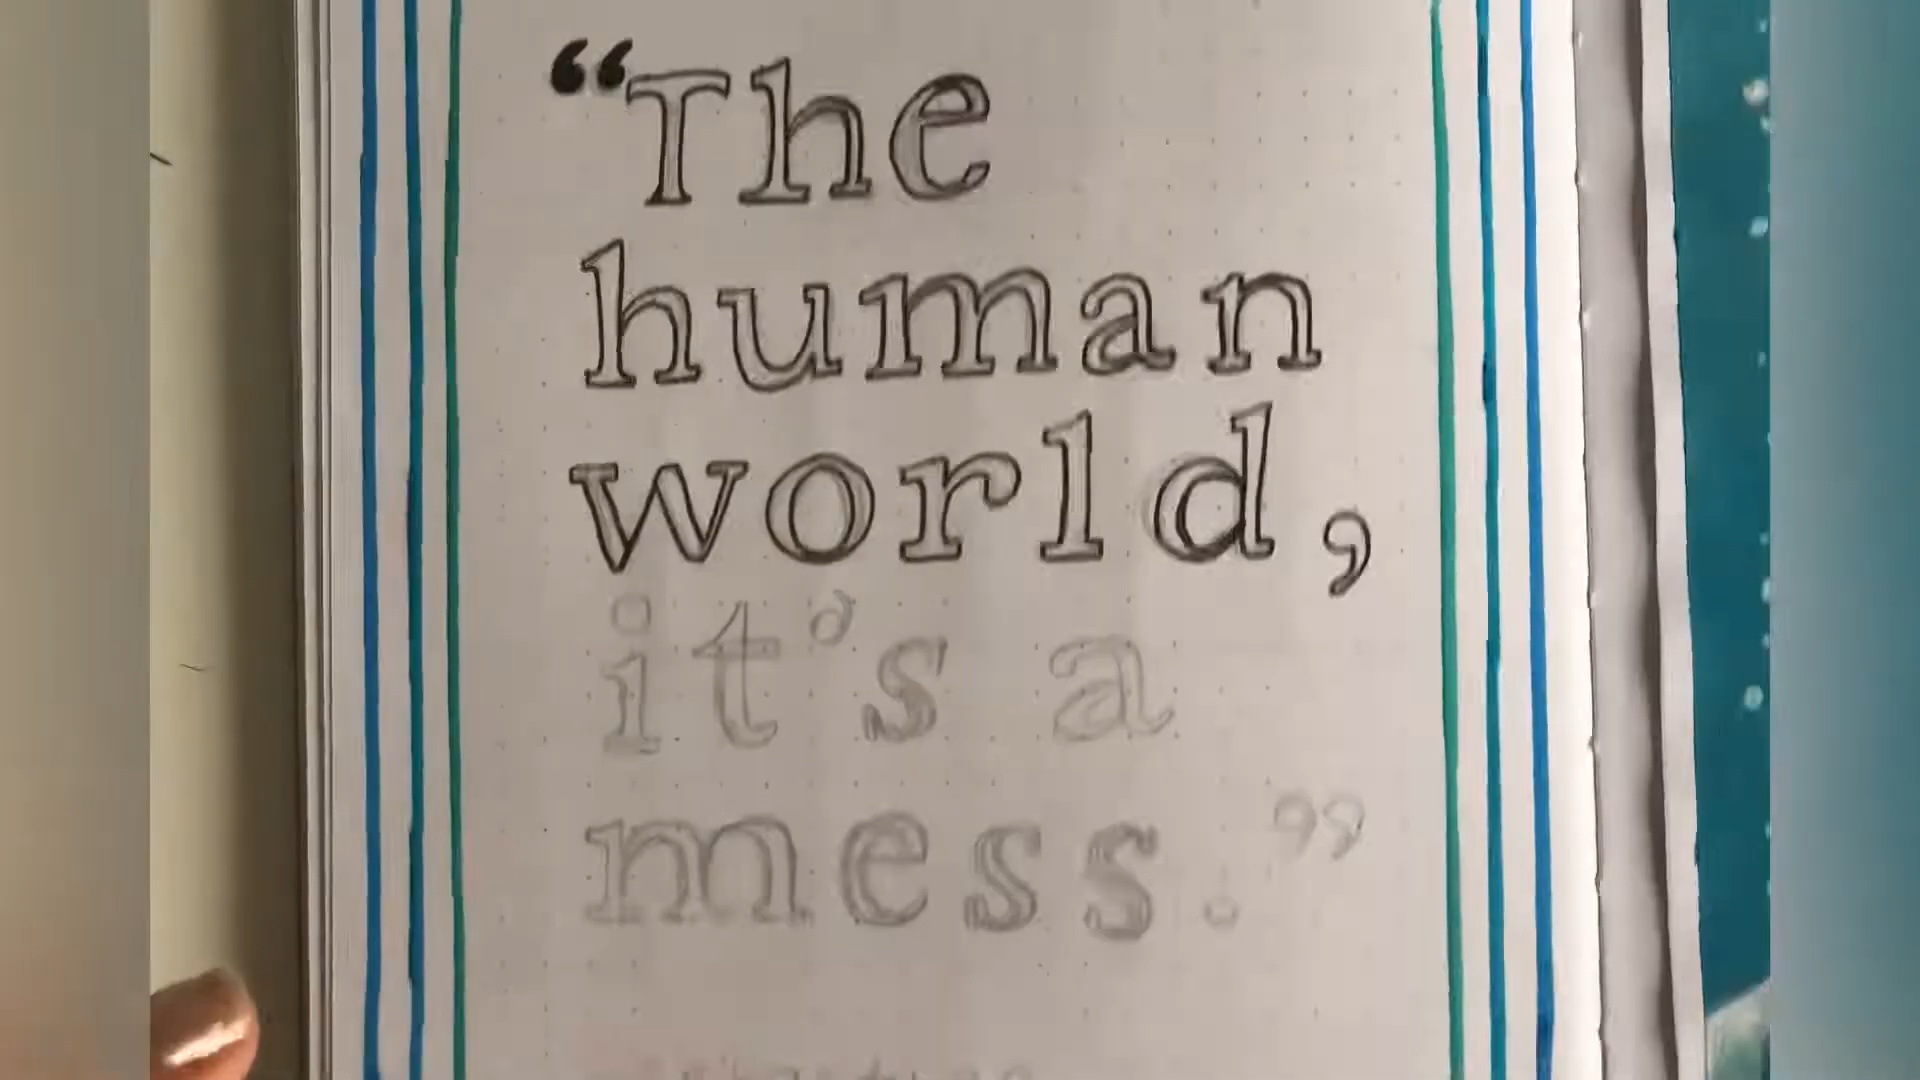 “The
human
world,
it's a
mess.”